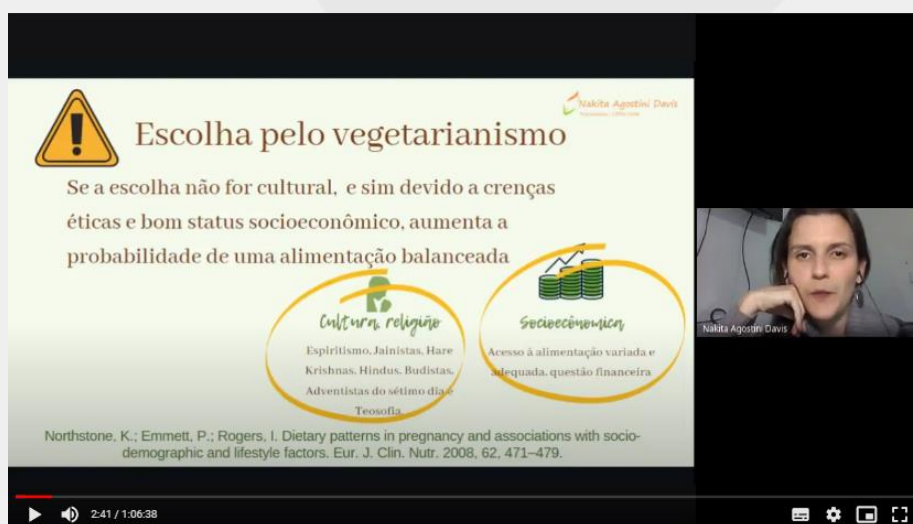 Nakita Agostini Davis
Escolha pelo vegetarianismo
Se a escolha não for cultural, e sim devido a crenças
éticas e bom status socioeconômico, aumenta a
probabilidade de uma alimentação balanceada
Cultura, religião
Espiritismo, Jainistas, Hare
Krishnas, Hindus, Budistas,
Adventistas do sétimo dia e
Teosofia
Socioecônomica
Acesso à alimentação variada e
adequada, questão financeira
Northstone, K.; Emmett, P.; Rogers, I. Dietary patterns in pregnancy and associations with socio-
demographic and lifestyle factors. Eur. J. Clin. Nutr. 2008, 62, 471–479.
Nakita Agostini Davis
2:41 / 1:06:38